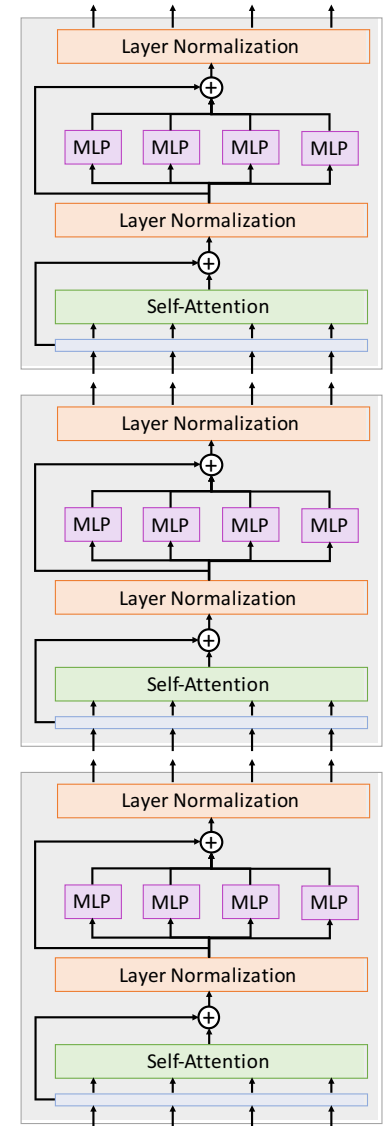 Layer Normalization
+
MLP MLP MLP MLP
Layer Normalization
+
Self-Attention
Layer Normalization
+
MLP MLP MLP MLP
Layer Normalization
+
Self-Attention
Layer Normalization
+
MLP MLP MLP MLP
Layer Normalization
+
Self-Attention